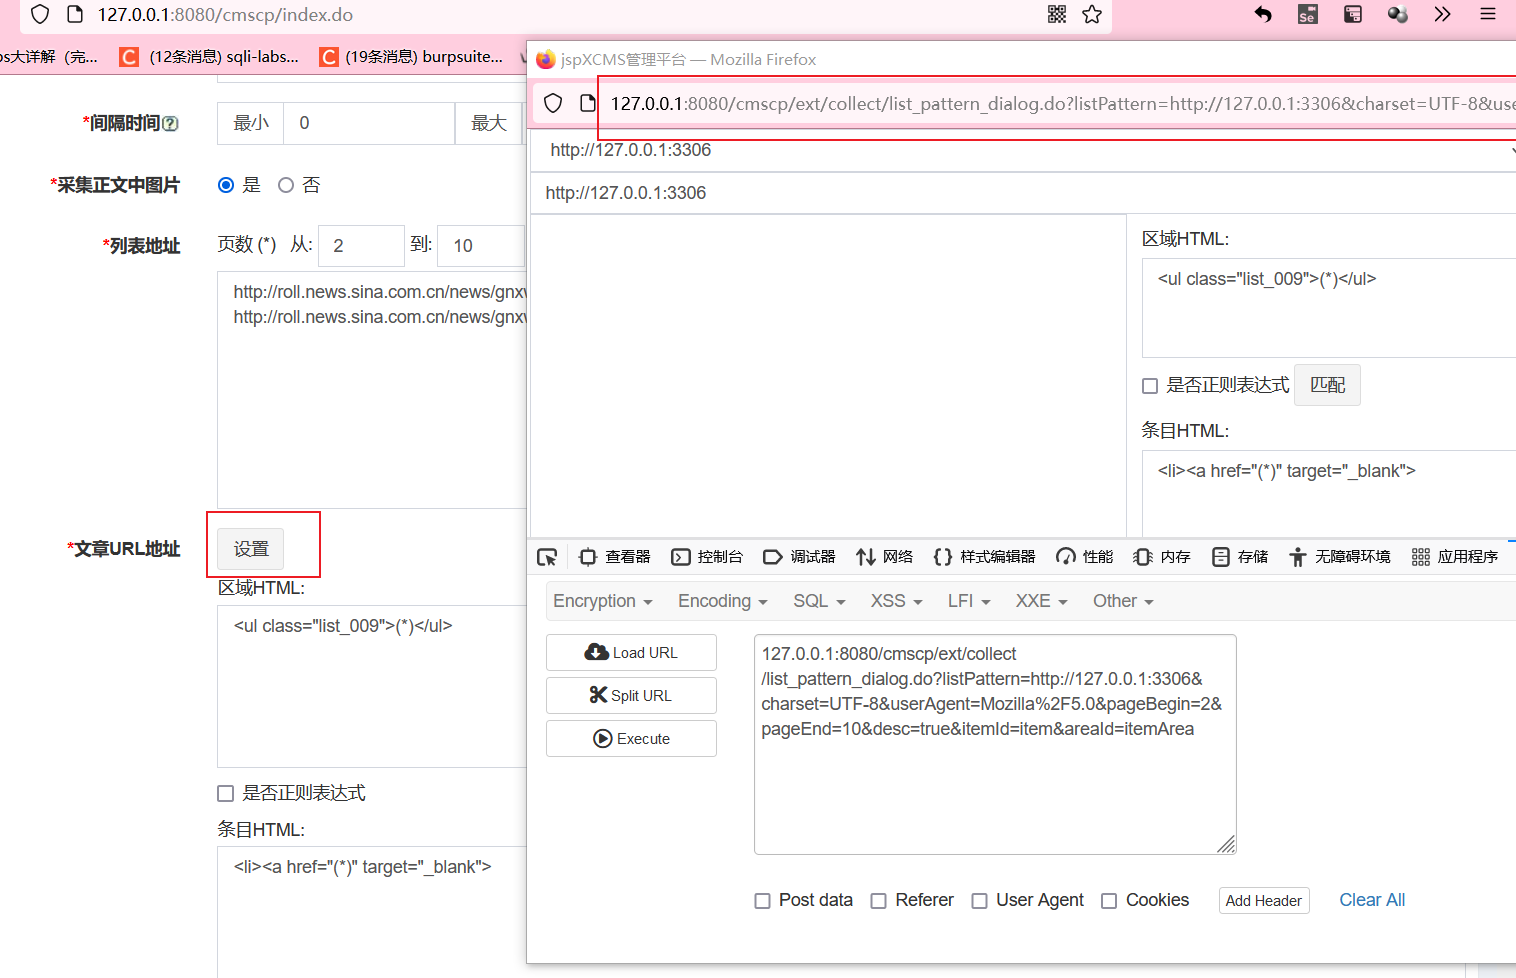 127.0.0.1:8080/cmscp/index.do
os大详解（完...
(12条消息) sqli-labs...
(19条消息) burpsuite...
jspXCMS管理平台 — Mozilla Firefox
127.0.0.1:8080/cmscp/ext/collect/list_pattern_dialog.do?listPattern=http://127.0.0.1:3306&charset=UTF-8&use
http://127.0.0.1:3306
http://127.0.0.1:3306
*间隔时间
最小
0
最大
*采集正文中图片
是
否
*列表地址
页数 (*) 从:
2
到:
10
http://roll.news.sina.com.cn/news/gnxw
http://roll.news.sina.com.cn/news/gnxw
*文章URL地址
设置
区域HTML:
<ul class="list_009">(*)</ul>
是否正则表达式
条目HTML:
<li><a href="(*)" target="_blank">
区域HTML:
<ul class="list_009">(*)</ul>
是否正则表达式
匹配
条目HTML:
<li><a href="(*)" target="_blank">
查看器
控制台
调试器
网络
样式编辑器
性能
内存
存储
无障碍环境
应用程序
Encryption
Encoding
SQL
XSS
LFI
XXE
Other
Load URL
Split URL
Execute
127.0.0.1:8080/cmscp/ext/collect
/list_pattern_dialog.do?listPattern=http://127.0.0.1:3306&
charset=UTF-8&userAgent=Mozilla%2F5.0&pageBegin=2&
pageEnd=10&desc=true&itemId=item&areaId=itemArea
Post data
Referer
User Agent
Cookies
Add Header
Clear All